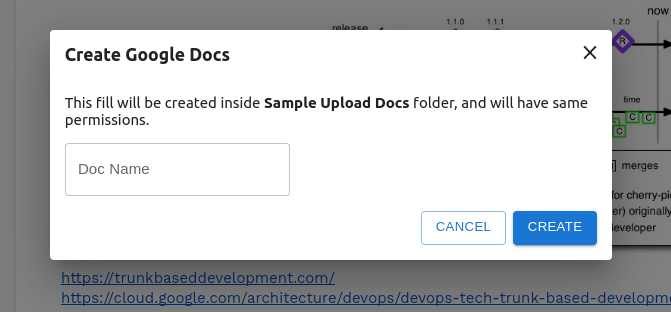 now
release
1.1.0 1.1.1 1.2.0
R
Create Google Docs
This fill will be created inside Sample Upload Docs folder, and will have same
permissions.
time
C C
C
Doc Name
merges
for cherry-pic
er) originally
developer
CANCEL CREATE
https://trunkbaseddevelopment.com/
https://cloud.google.com/architecture/devops/devops-tech-trunk-based-developme